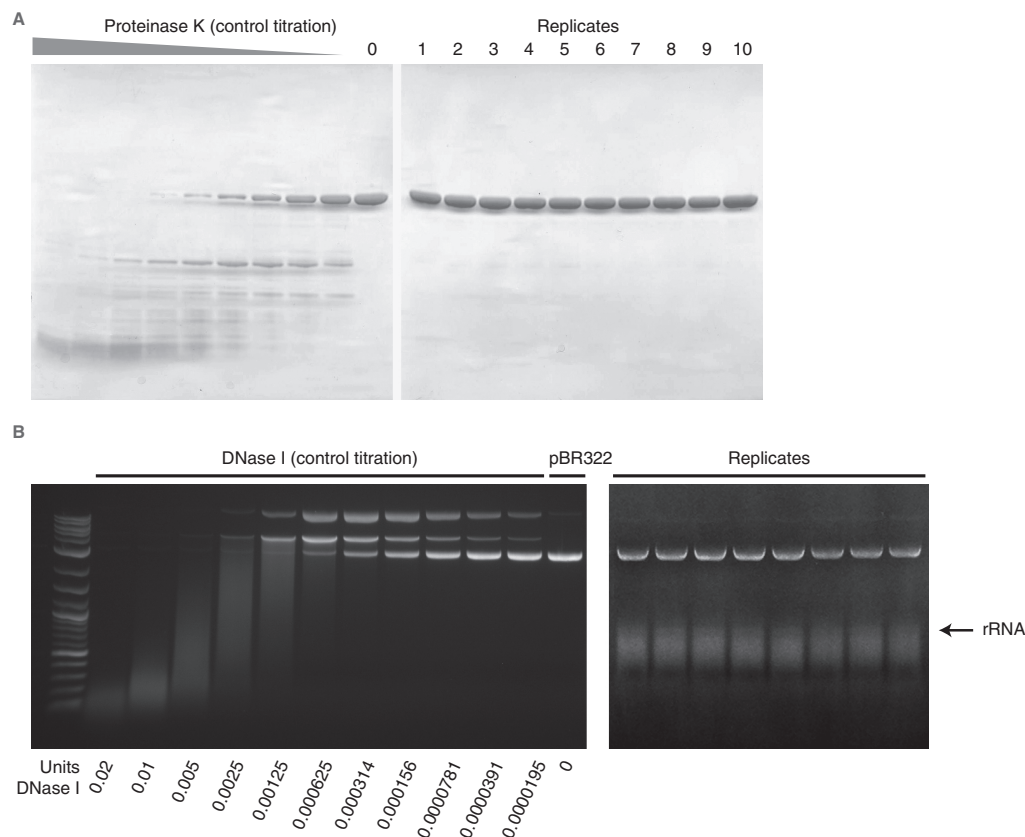 A
Proteinase K (control titration) Replicates
0 1 2 3 4 5 6 7 8 9 10
B
DNase I (control titration) pBR322 Replicates
rRNA
Units
DNase I 0.02 0.01 0.005 0.0025 0.00125 0.000625 0.000314 0.000156 0.0000781 0.0000391 0.0000195 0